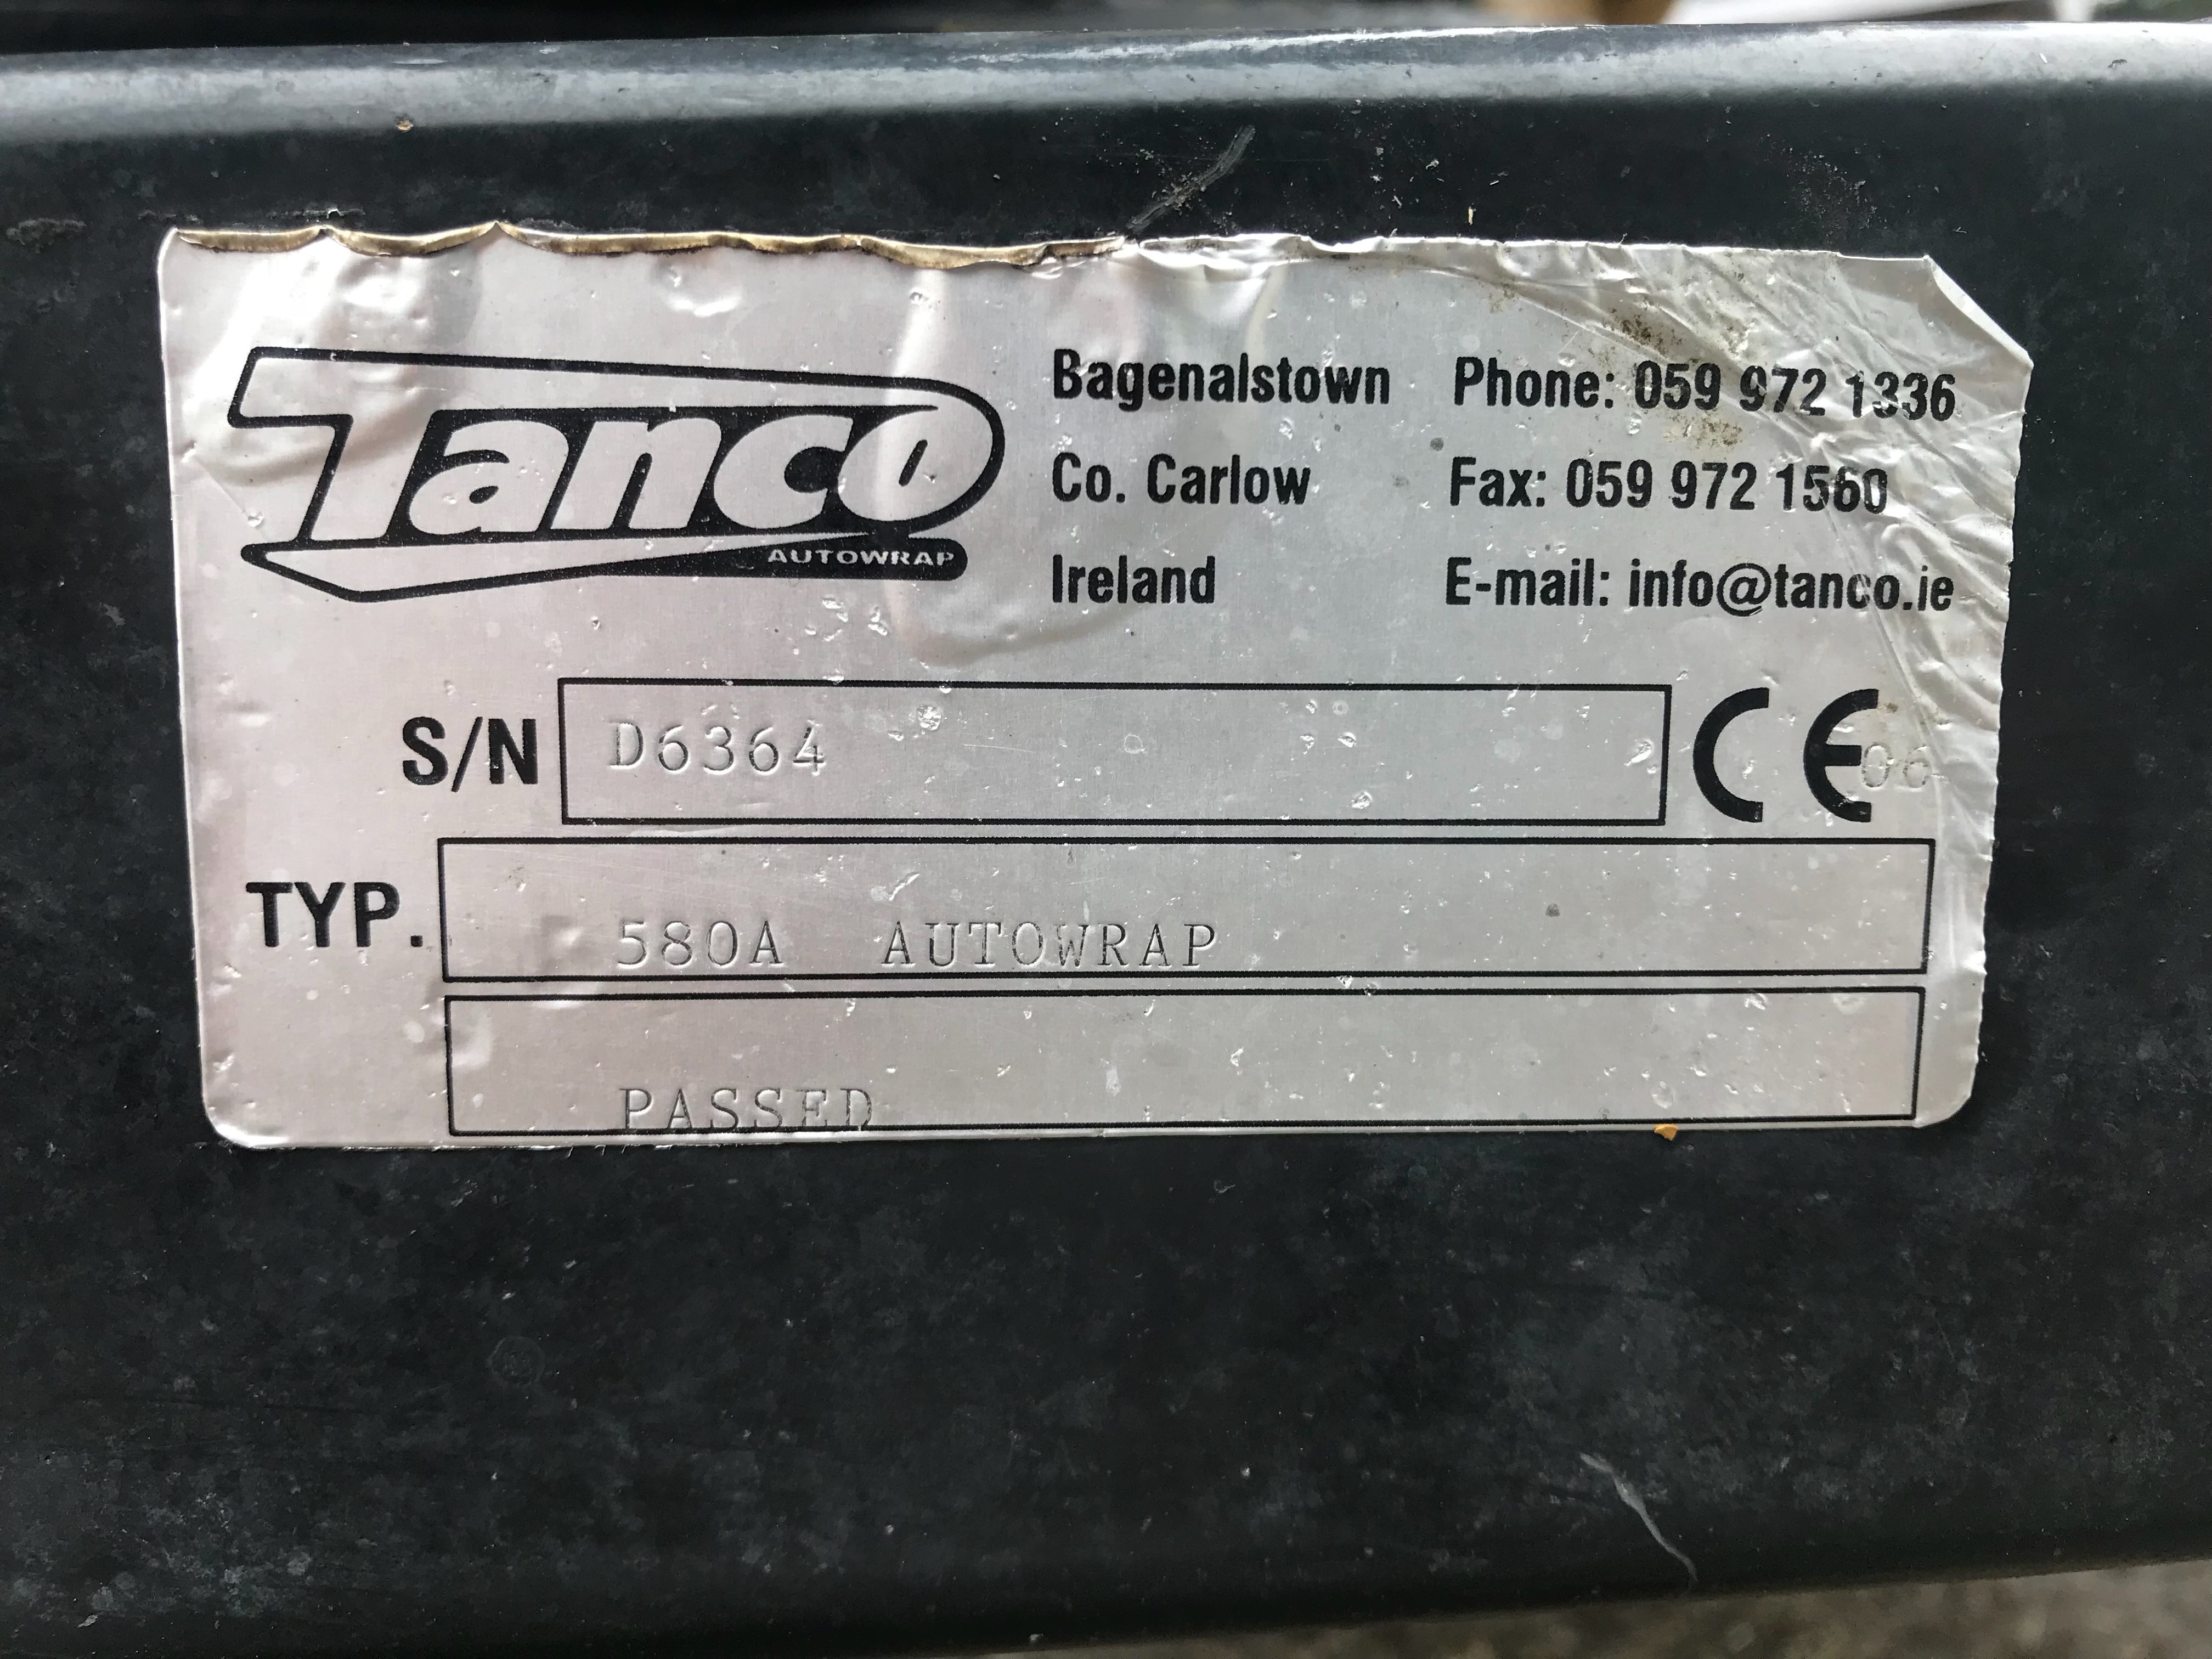 Tanco
AUTOWRAP
Bagenalstown
Co. Carlow
Ireland
Phone: 059 972 1336
Fax: 059 972 1560
E-mail: info@tanco.ie
S/N D6364
CE 06
TYP. 580A AUTOWRAP
PASSED